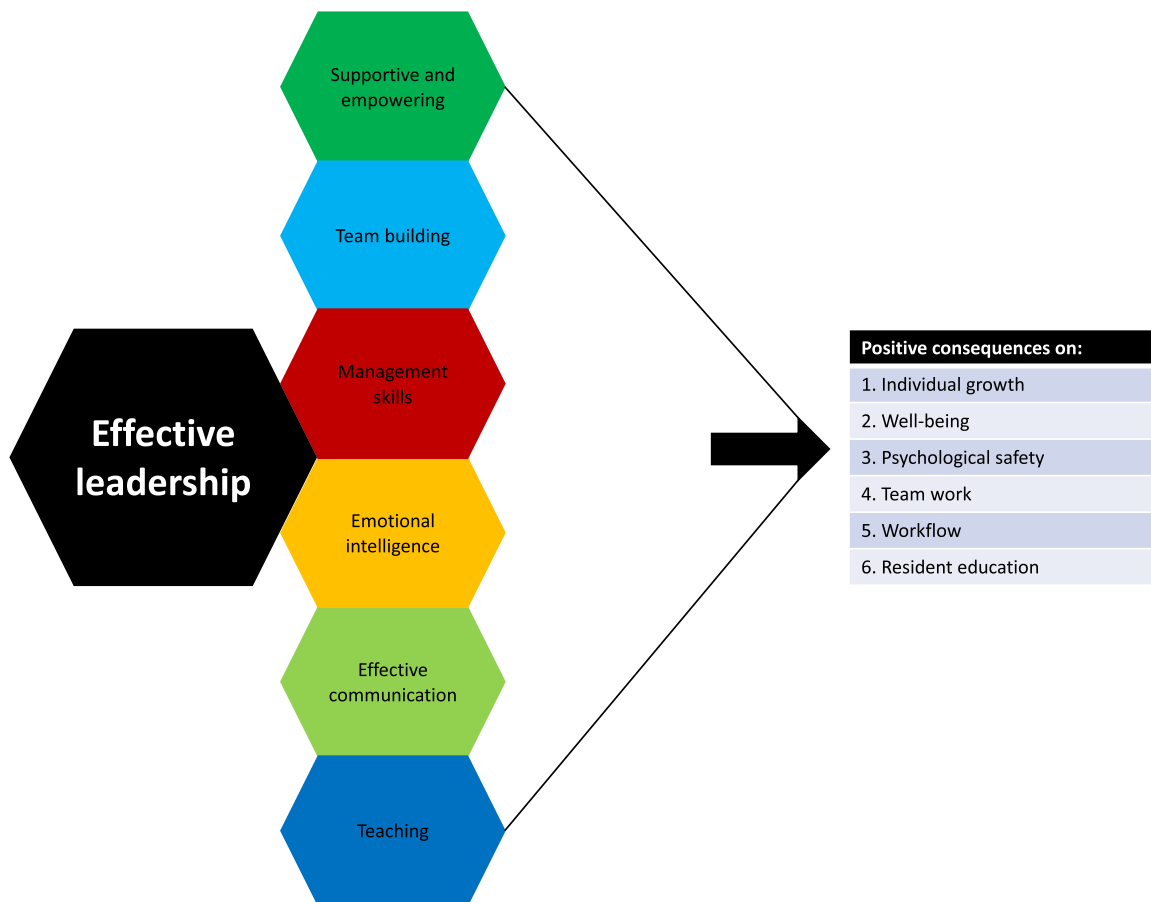 Effective
leadership
Supportive and
empowering
Team building
Management
skills
Emotional
intelligence
Effective
communication
Teaching
Positive consequences on:
1. Individual growth
2. Well-being
3. Psychological safety
4. Team work
5. Workflow
6. Resident education